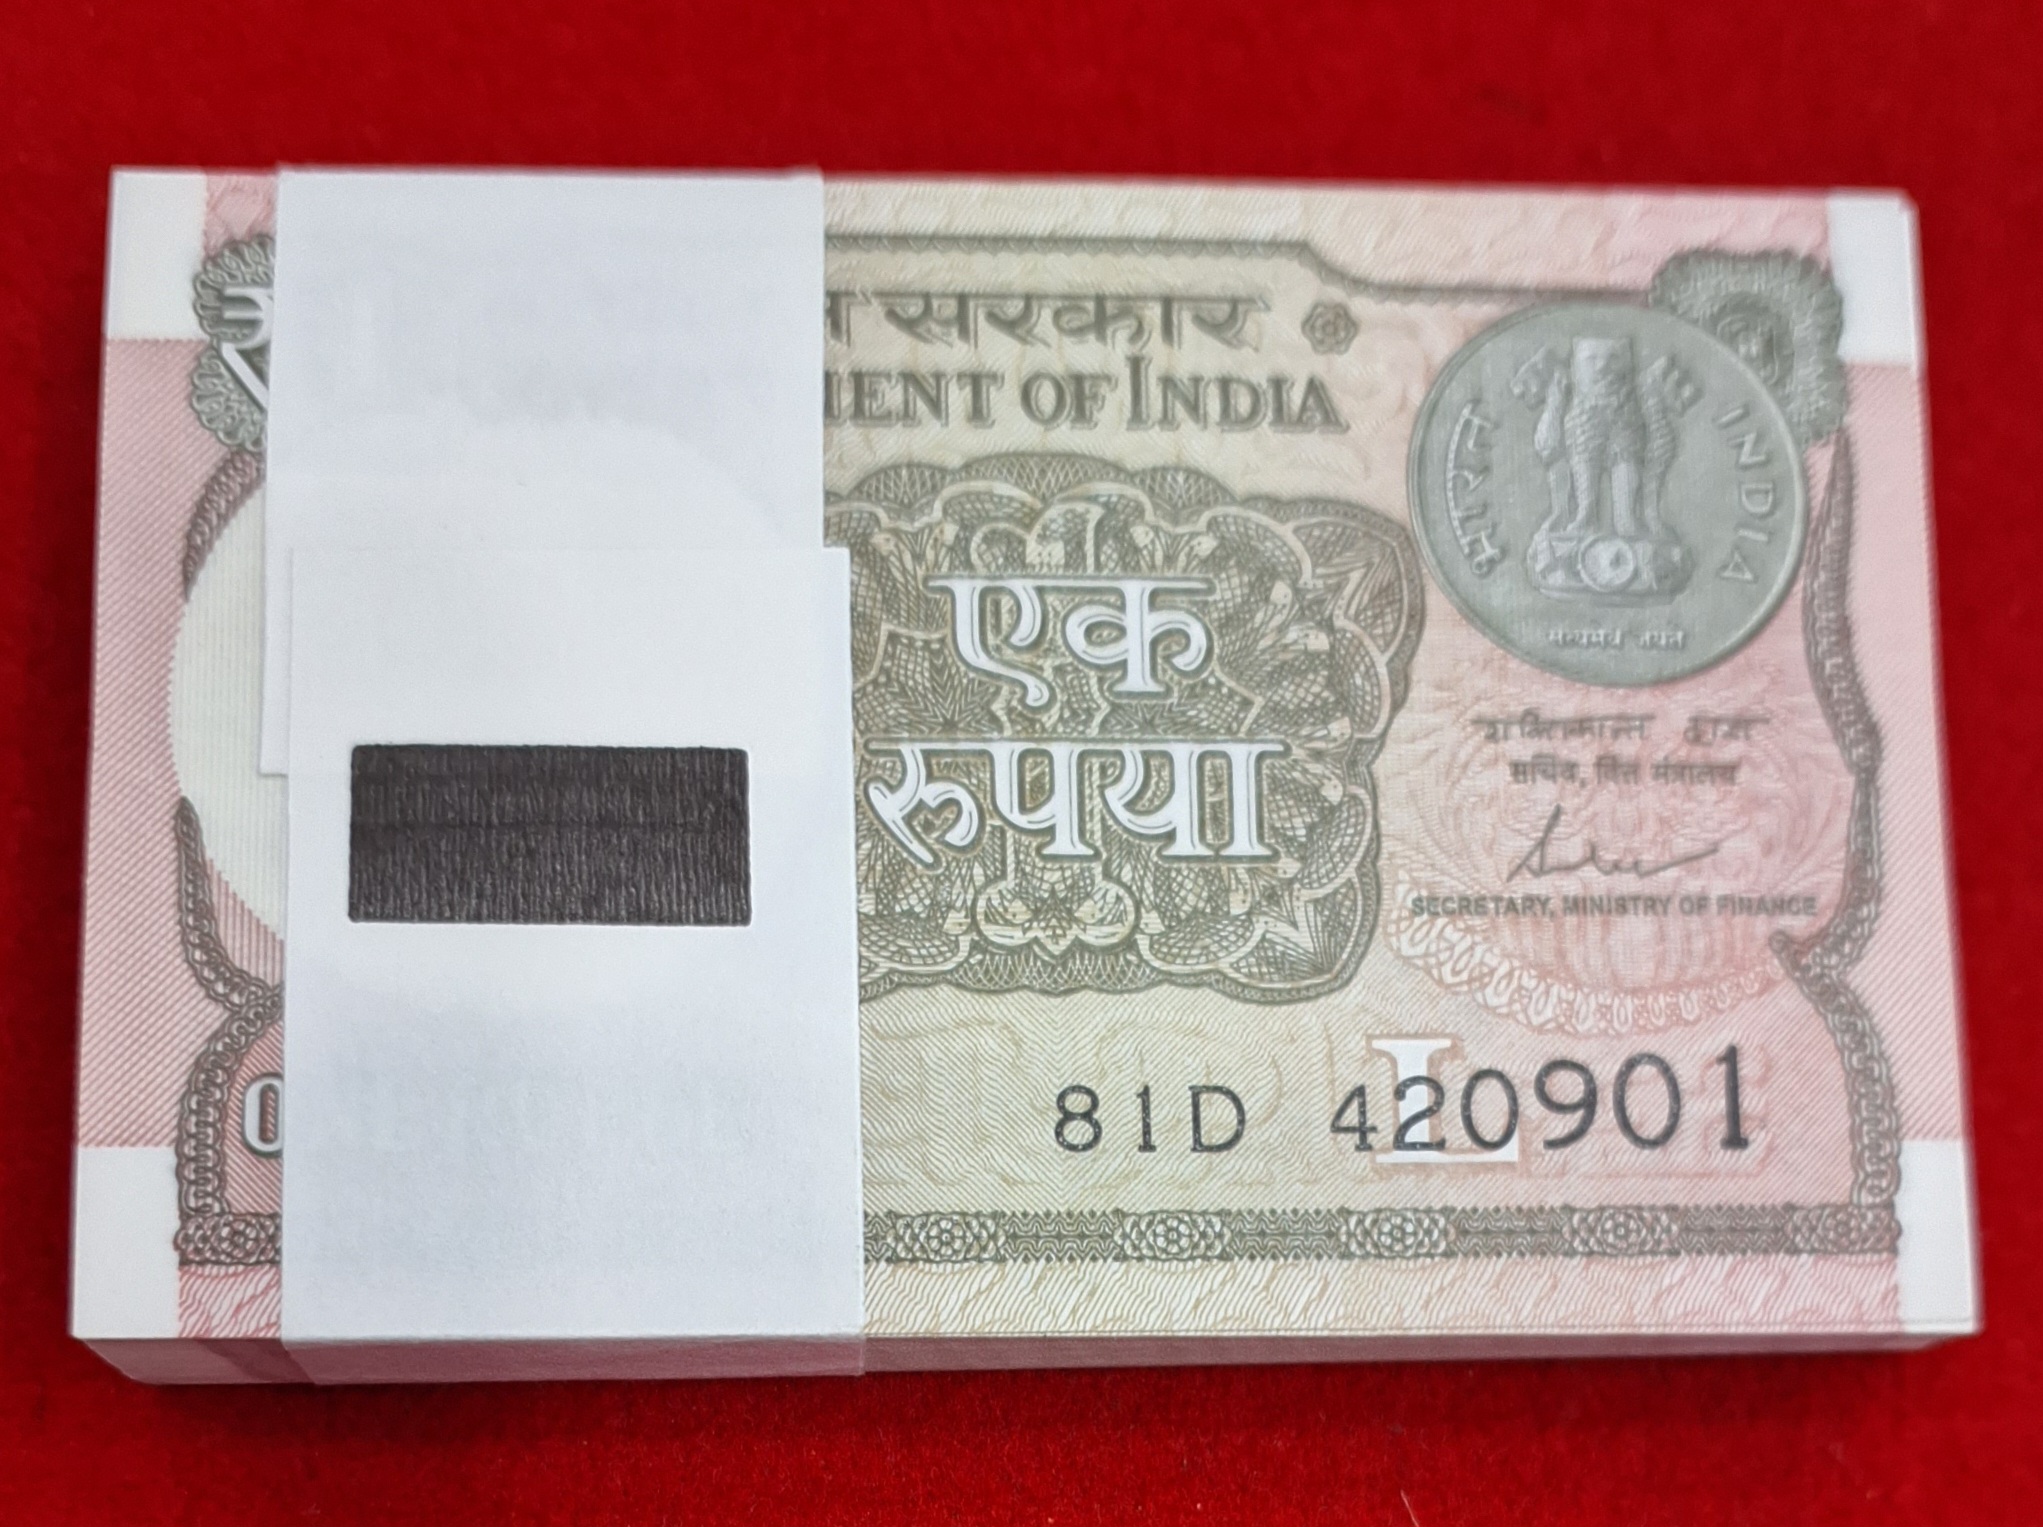 सरकार
MENT OF INDIA
भारत
INDIA
सत्यमेव जयते
एक
रुपया
शक्तिकान्त दास
सचिव, वित्त मंत्रालय
SECRETARY, MINISTRY OF FINANCE
L
81D 420901